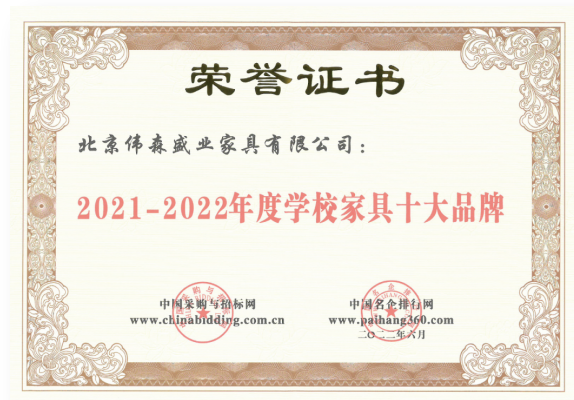 荣誉证书
北京伟森盛业家具有限公司：
2021-2022年度学校家具十大品牌
中国采购与招标网
www.chinabidding.com.cn
中国名企排行网
www.paihang360.com
二〇二二年六月